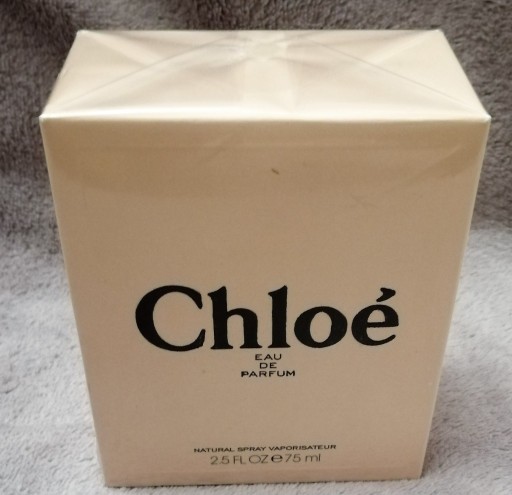 Chloé
EAU
DE
PARFUM
NATURAL SPRAY VAPORISATEUR
2.5 FL OZ ℮ 75 ml